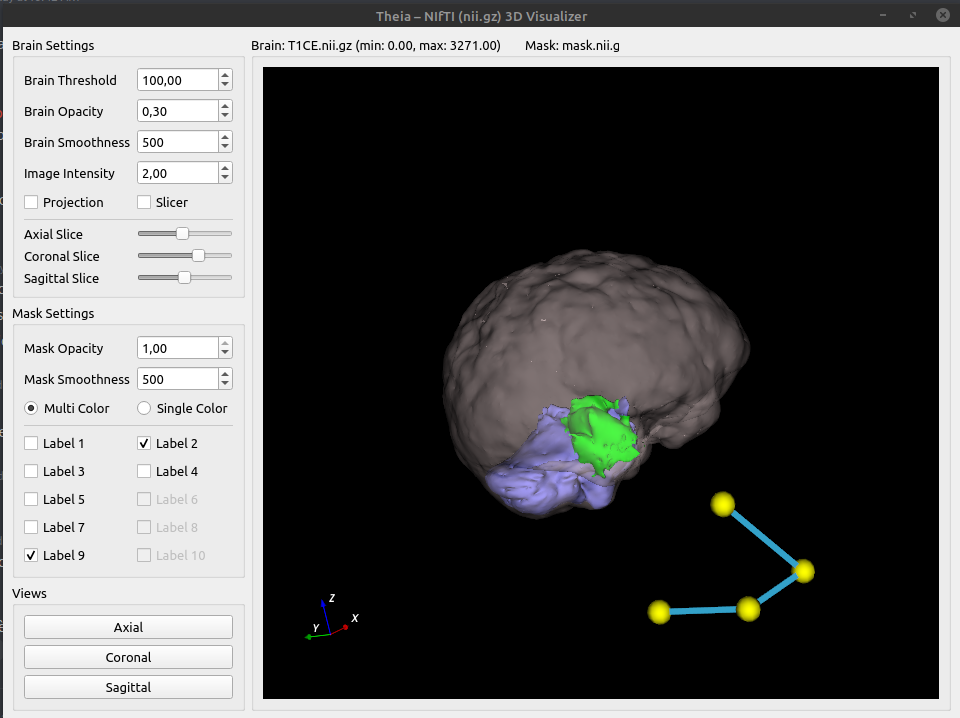 Theia – NIfTI (nii.gz) 3D Visualizer
Brain Settings
Brain: T1CE.nii.gz (min: 0.00, max: 3271.00) Mask: mask.nii.g
Brain Threshold 100,00
Brain Opacity 0,30
Brain Smoothness 500
Image Intensity 2,00
Projection Slicer
Axial Slice
Coronal Slice
Sagittal Slice
Mask Settings
Mask Opacity 1,00
Mask Smoothness 500
Multi Color Single Color
Label 1 Label 2
Label 3 Label 4
Label 5 Label 6
Label 7 Label 8
Label 9 Label 10
Views
Axial
Coronal
Sagittal
Z
X
Y